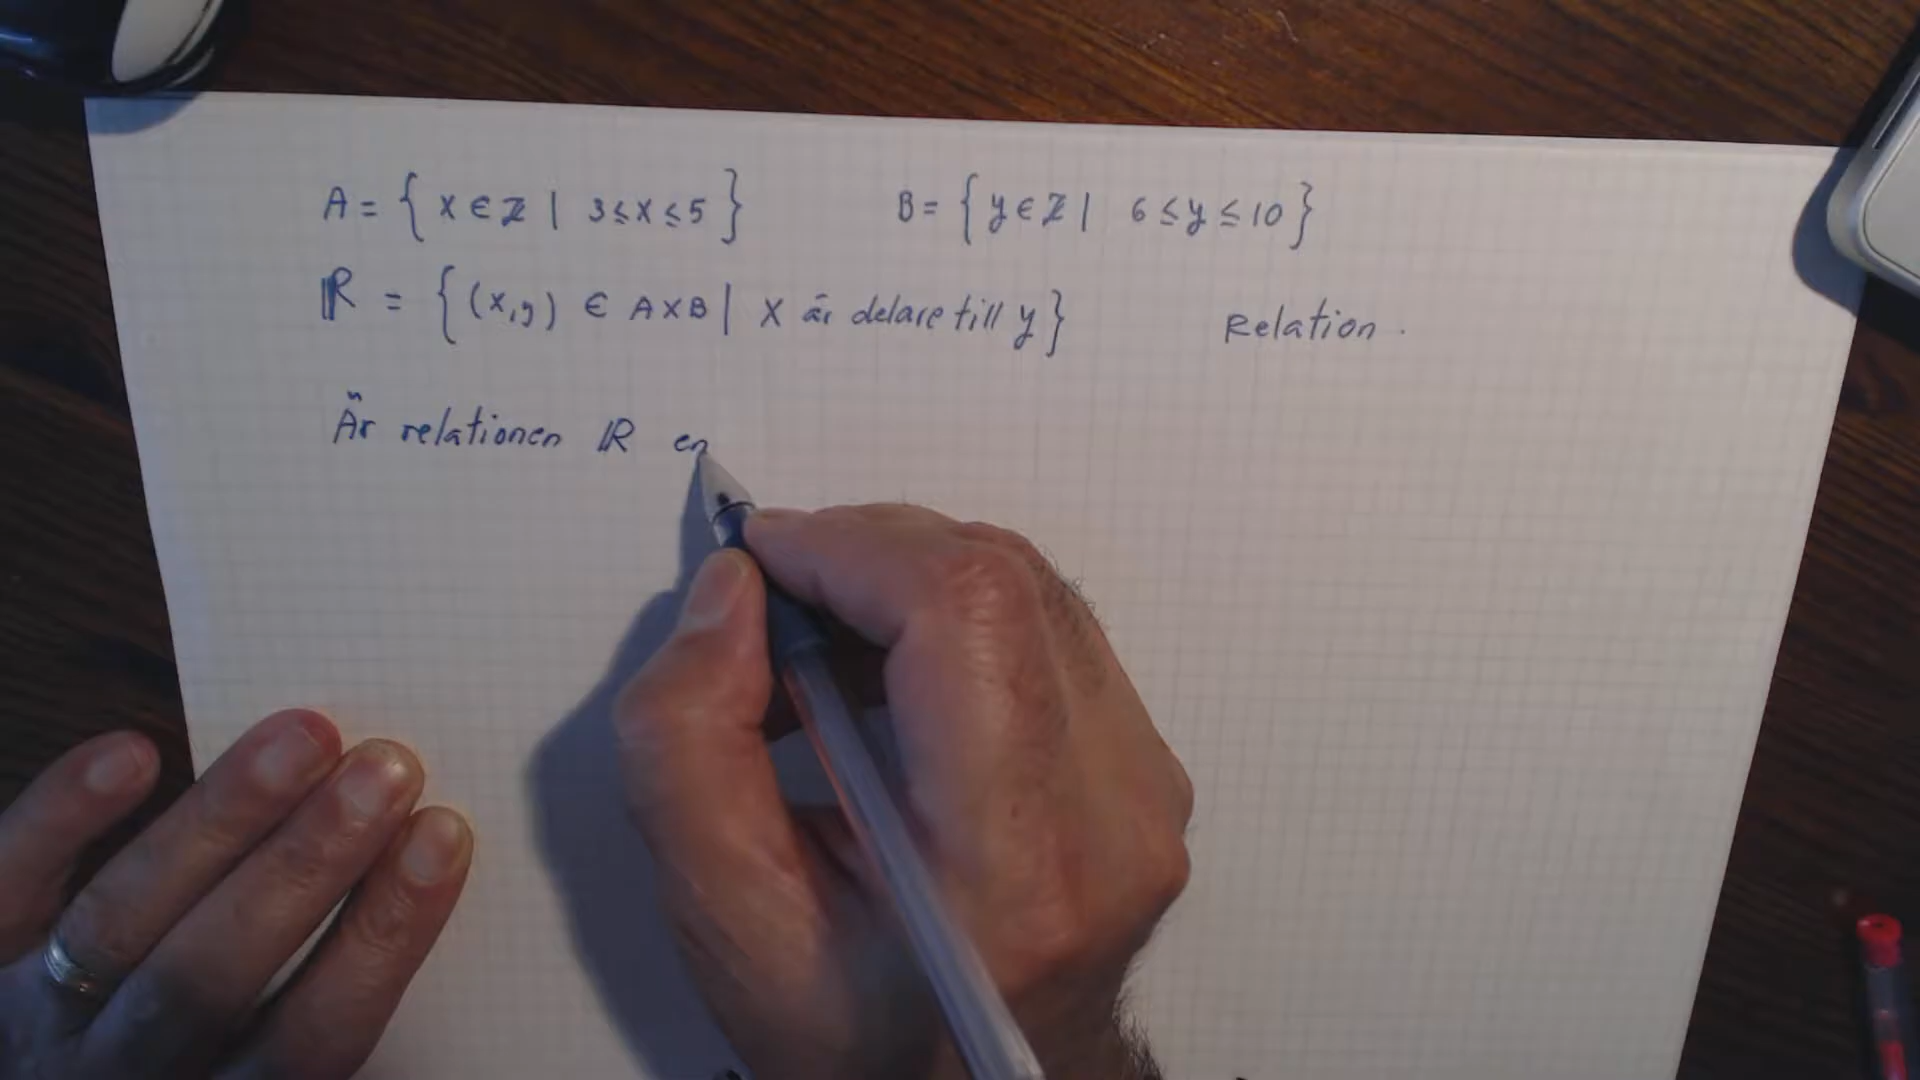 A = { x ∈ ℤ | 3 ≤ x ≤ 5 } B = { y ∈ ℤ | 6 ≤ y ≤ 10 }
ℝ = { (x,y) ∈ A×B | x är delare till y } Relation.
Är relationen ℝ en